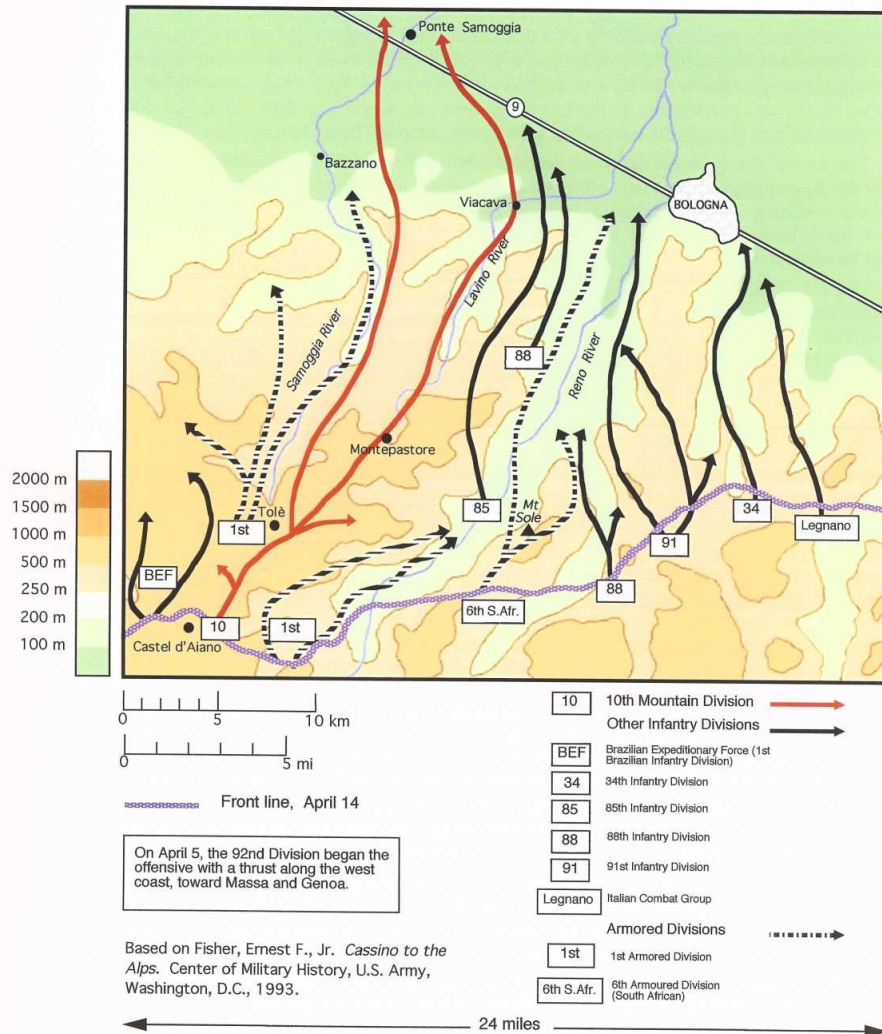 Ponte Samoggia
9
Bazzano
Viacava
BOLOGNA
Lavino River
Samoggia River
Reno River
88
Montepastore
85
Mt
Sole
34
Legnano
1st
Tolè
91
BEF
88
6th S.Afr.
10
1st
Castel d'Aiano
2000 m
1500 m
1000 m
500 m
250 m
200 m
100 m
0 5 10 km
0 5 mi
Front line, April 14
On April 5, the 92nd Division began the
offensive with a thrust along the west
coast, toward Massa and Genoa.
Based on Fisher, Ernest F., Jr. Cassino to the
Alps. Center of Military History, U.S. Army,
Washington, D.C., 1993.
10 10th Mountain Division
Other Infantry Divisions
BEF Brazilian Expeditionary Force (1st
Brazilian Infantry Division)
34 34th Infantry Division
85 85th Infantry Division
88 88th Infantry Division
91 91st Infantry Division
Legnano Italian Combat Group
Armored Divisions
1st 1st Armored Division
6th S.Afr. 6th Armoured Division
(South African)
24 miles